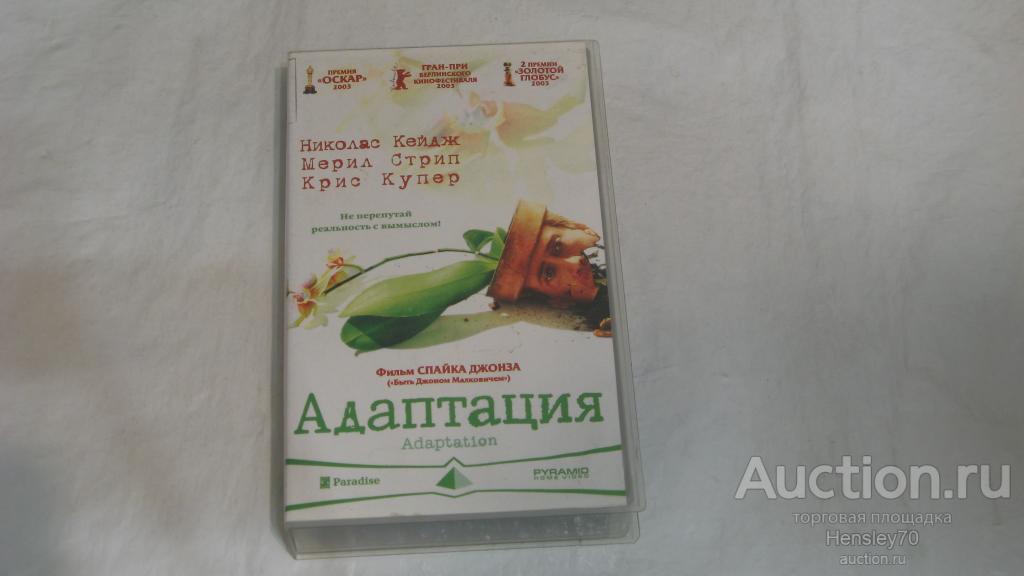 ПРЕМИЯ
«ОСКАР»
2003
ГРАН-ПРИ
БЕРЛИНСКОГО
КИНОФЕСТИВАЛЯ
2003
2 ПРЕМИИ
«ЗОЛОТОЙ
ГЛОБУС»
2003
Николас Кейдж
Мерил Стрип
Крис Купер
Не перепутай
реальность с вымыслом!
Фильм СПАЙКА ДЖОНЗА
(«Быть Джоном Малковичем»)
Адаптация
Adaptation
Paradise
PYRAMID
HOME VIDEO
Auction.ru
торговая площадка
Hensley70
auction.ru